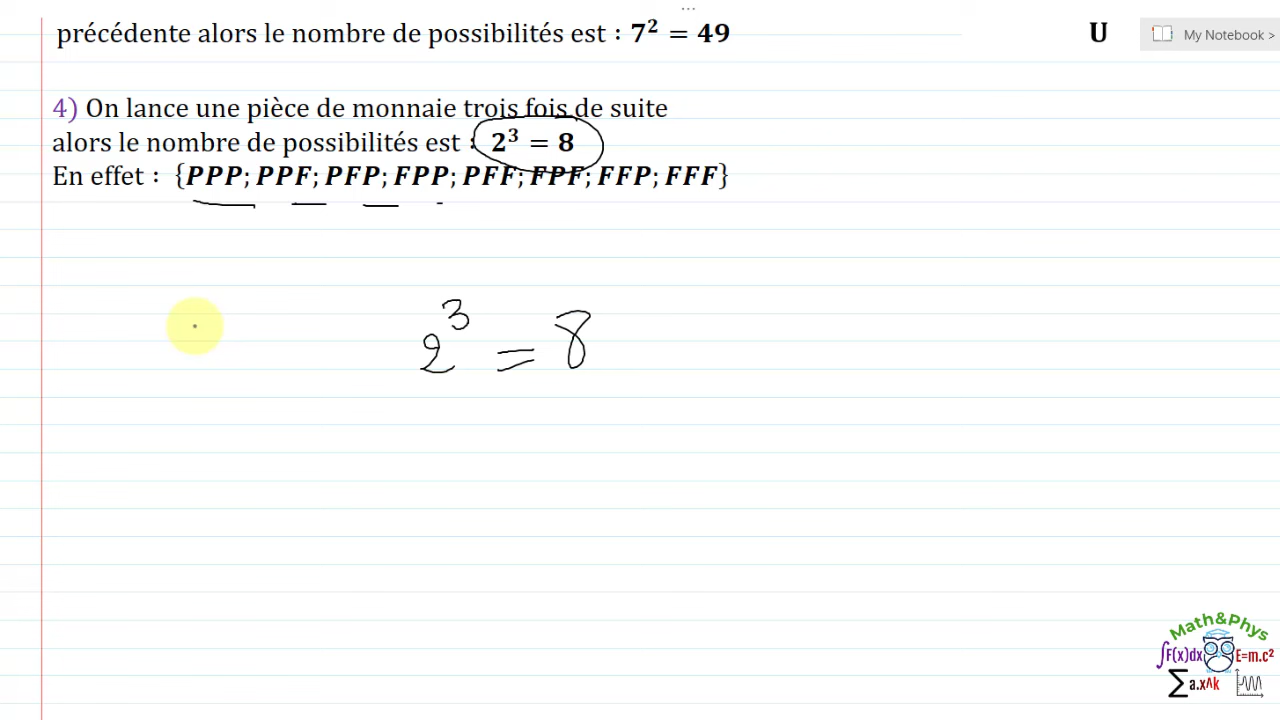 précédente alors le nombre de possibilités est : 7² = 49
U
My Notebook >
4) On lance une pièce de monnaie trois fois de suite
alors le nombre de possibilités est : 2³ = 8
En effet : {PPP; PPF; PFP; FPP; PFF; FPF; FFP; FFF}
2³ = 8
Math&Phys
∫F(x)dx E=m.c²
∑ a.x^k